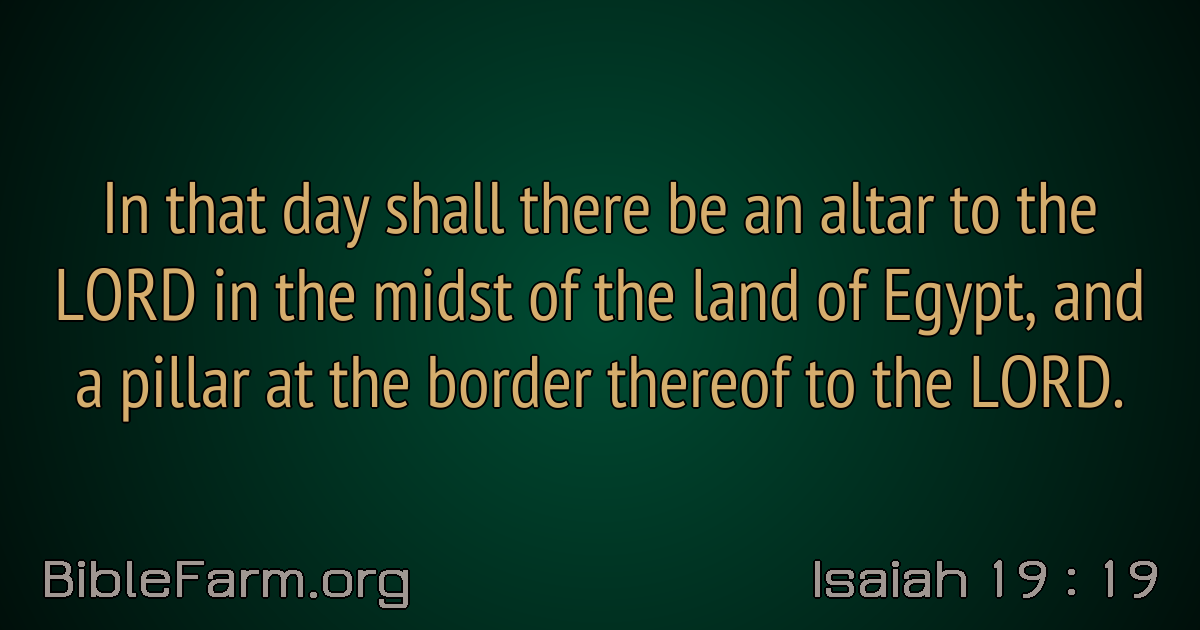 In that day shall there be an altar to the
LORD in the midst of the land of Egypt, and
a pillar at the border thereof to the LORD.
BibleFarm.org
Isaiah 19 : 19